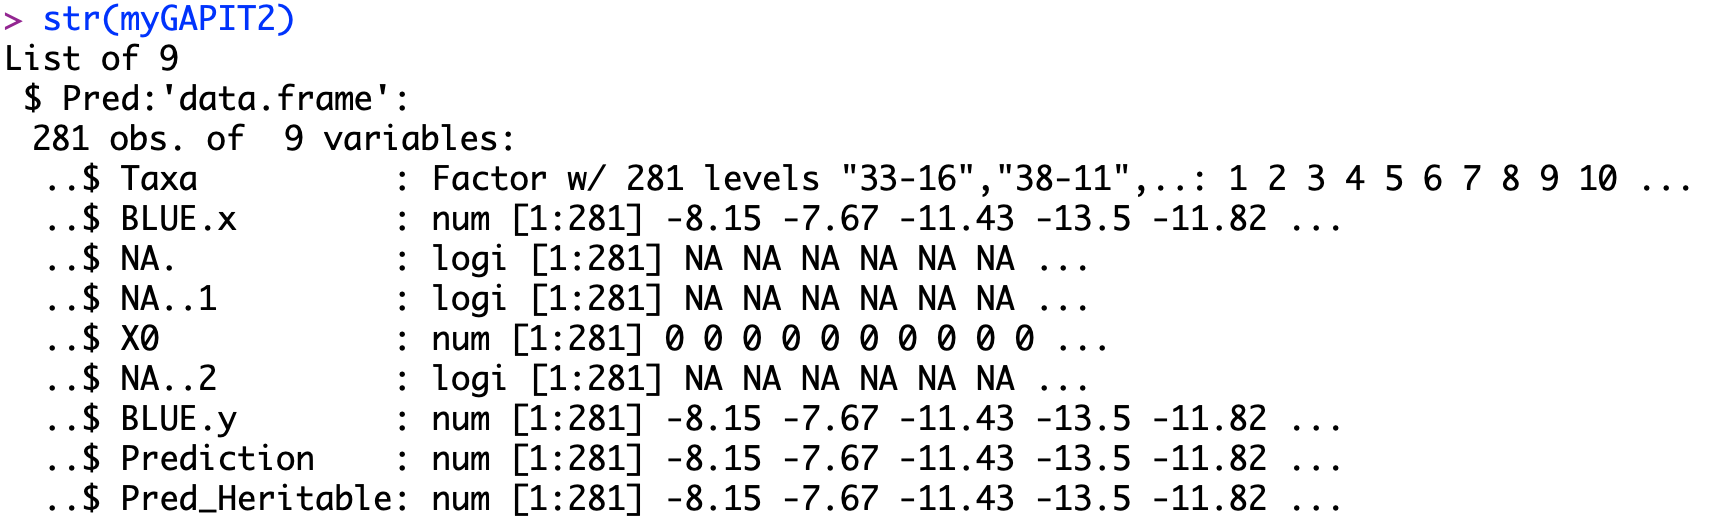 > str(myGAPIT2)
List of 9
 $ Pred:'data.frame':
 281 obs. of  9 variables:
  ..$ Taxa          : Factor w/ 281 levels "33-16","38-11",..: 1 2 3 4 5 6 7 8 9 10 ...
  ..$ BLUE.x        : num [1:281] -8.15 -7.67 -11.43 -13.5 -11.82 ...
  ..$ NA.           : logi [1:281] NA NA NA NA NA NA ...
  ..$ NA..1         : logi [1:281] NA NA NA NA NA NA ...
  ..$ X0            : num [1:281] 0 0 0 0 0 0 0 0 0 0 ...
  ..$ NA..2         : logi [1:281] NA NA NA NA NA NA ...
  ..$ BLUE.y        : num [1:281] -8.15 -7.67 -11.43 -13.5 -11.82 ...
  ..$ Prediction    : num [1:281] -8.15 -7.67 -11.43 -13.5 -11.82 ...
  ..$ Pred_Heritable: num [1:281] -8.15 -7.67 -11.43 -13.5 -11.82 ...